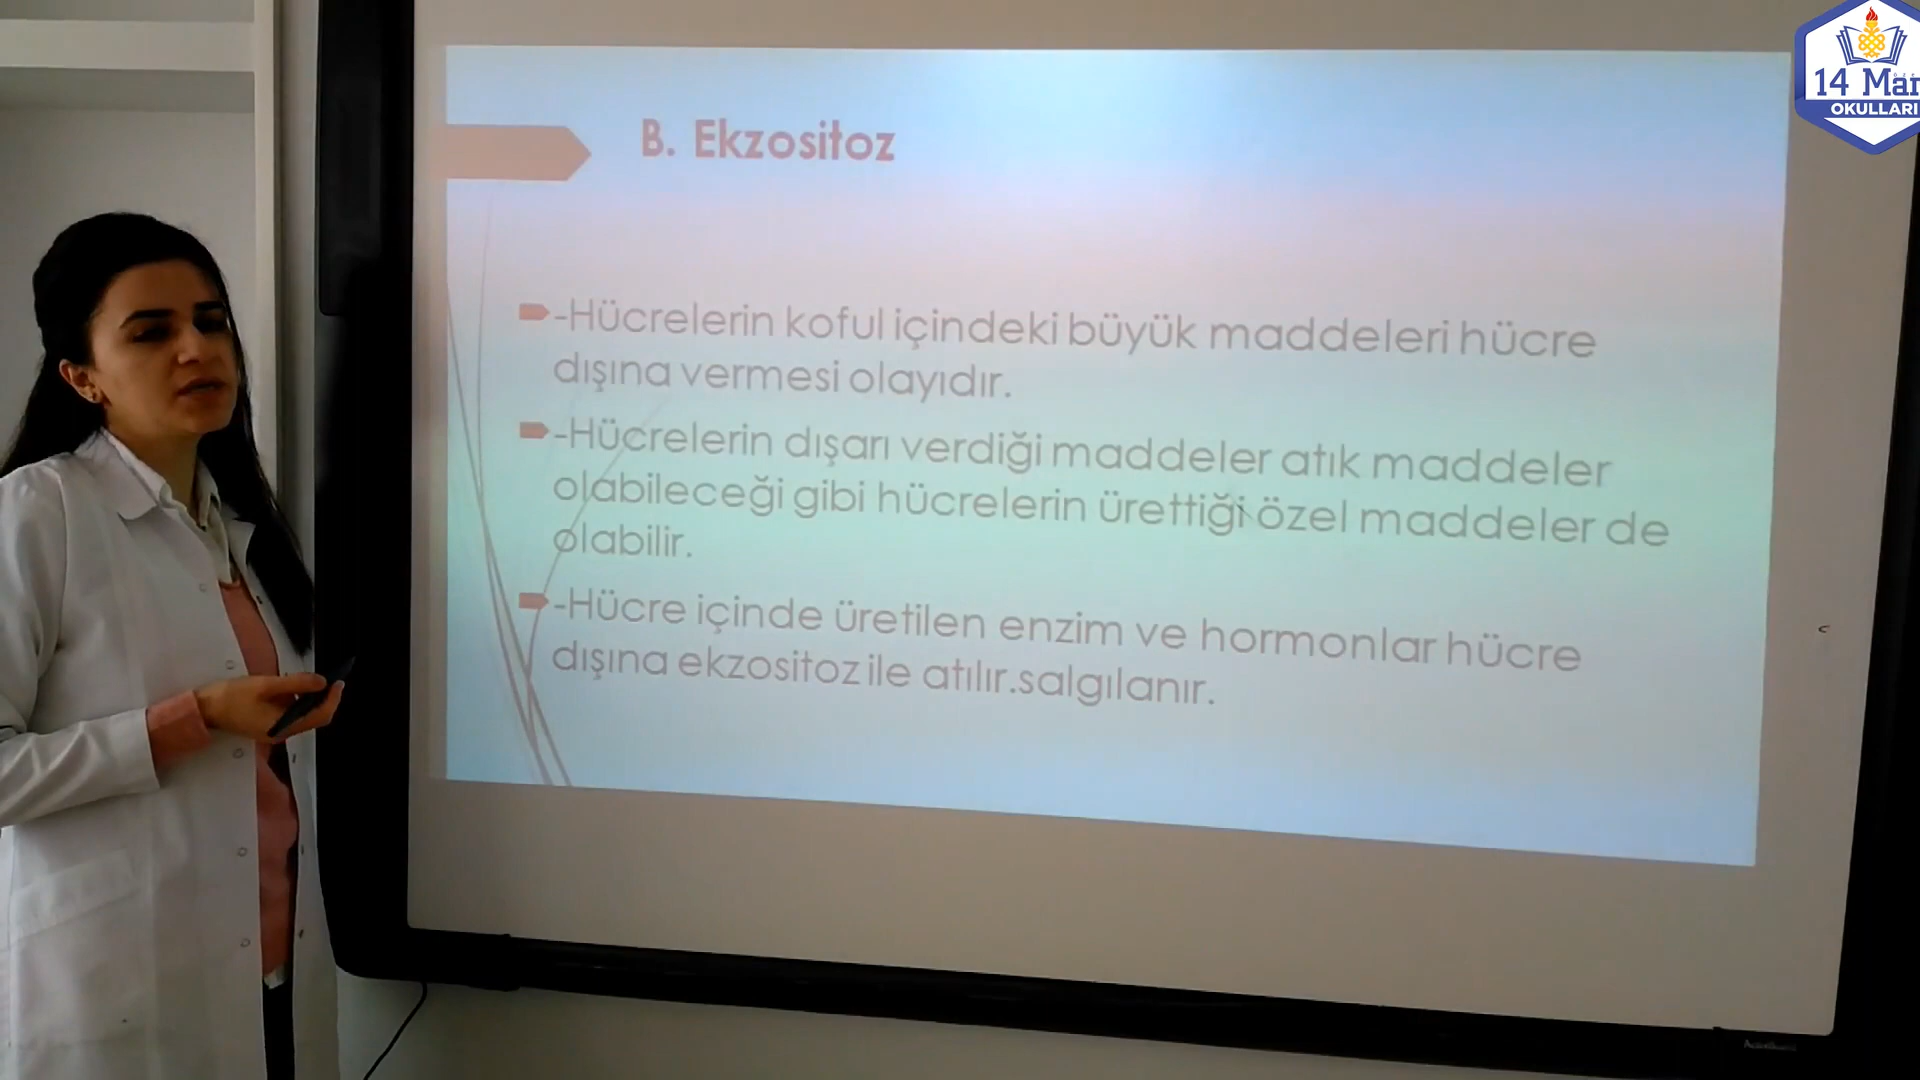 B. Ekzositoz
-Hücrelerin koful içindeki büyük maddeleri hücre
dışına vermesi olayıdır.
-Hücrelerin dışarı verdiği maddeler atık maddeler
olabileceği gibi hücrelerin ürettiği özel maddeler de
olabilir.
-Hücre içinde üretilen enzim ve hormonlar hücre
dışına ekzositoz ile atılır.salgılanır.
14 Mar
OKULLARI